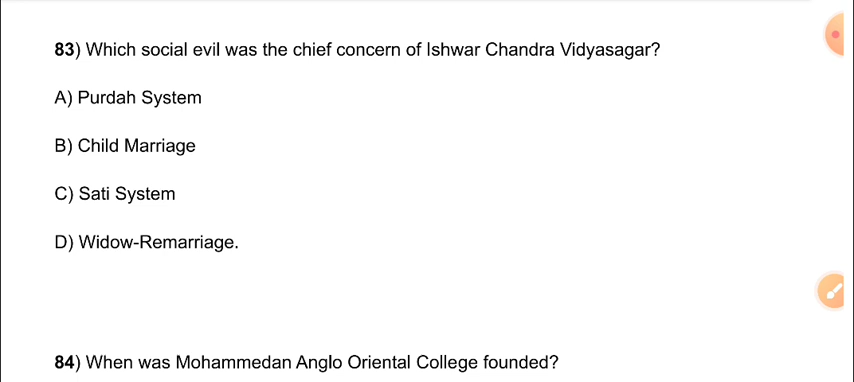 83) Which social evil was the chief concern of Ishwar Chandra Vidyasagar?
A) Purdah System
B) Child Marriage
C) Sati System
D) Widow-Remarriage.
84) When was Mohammedan Anglo Oriental College founded?